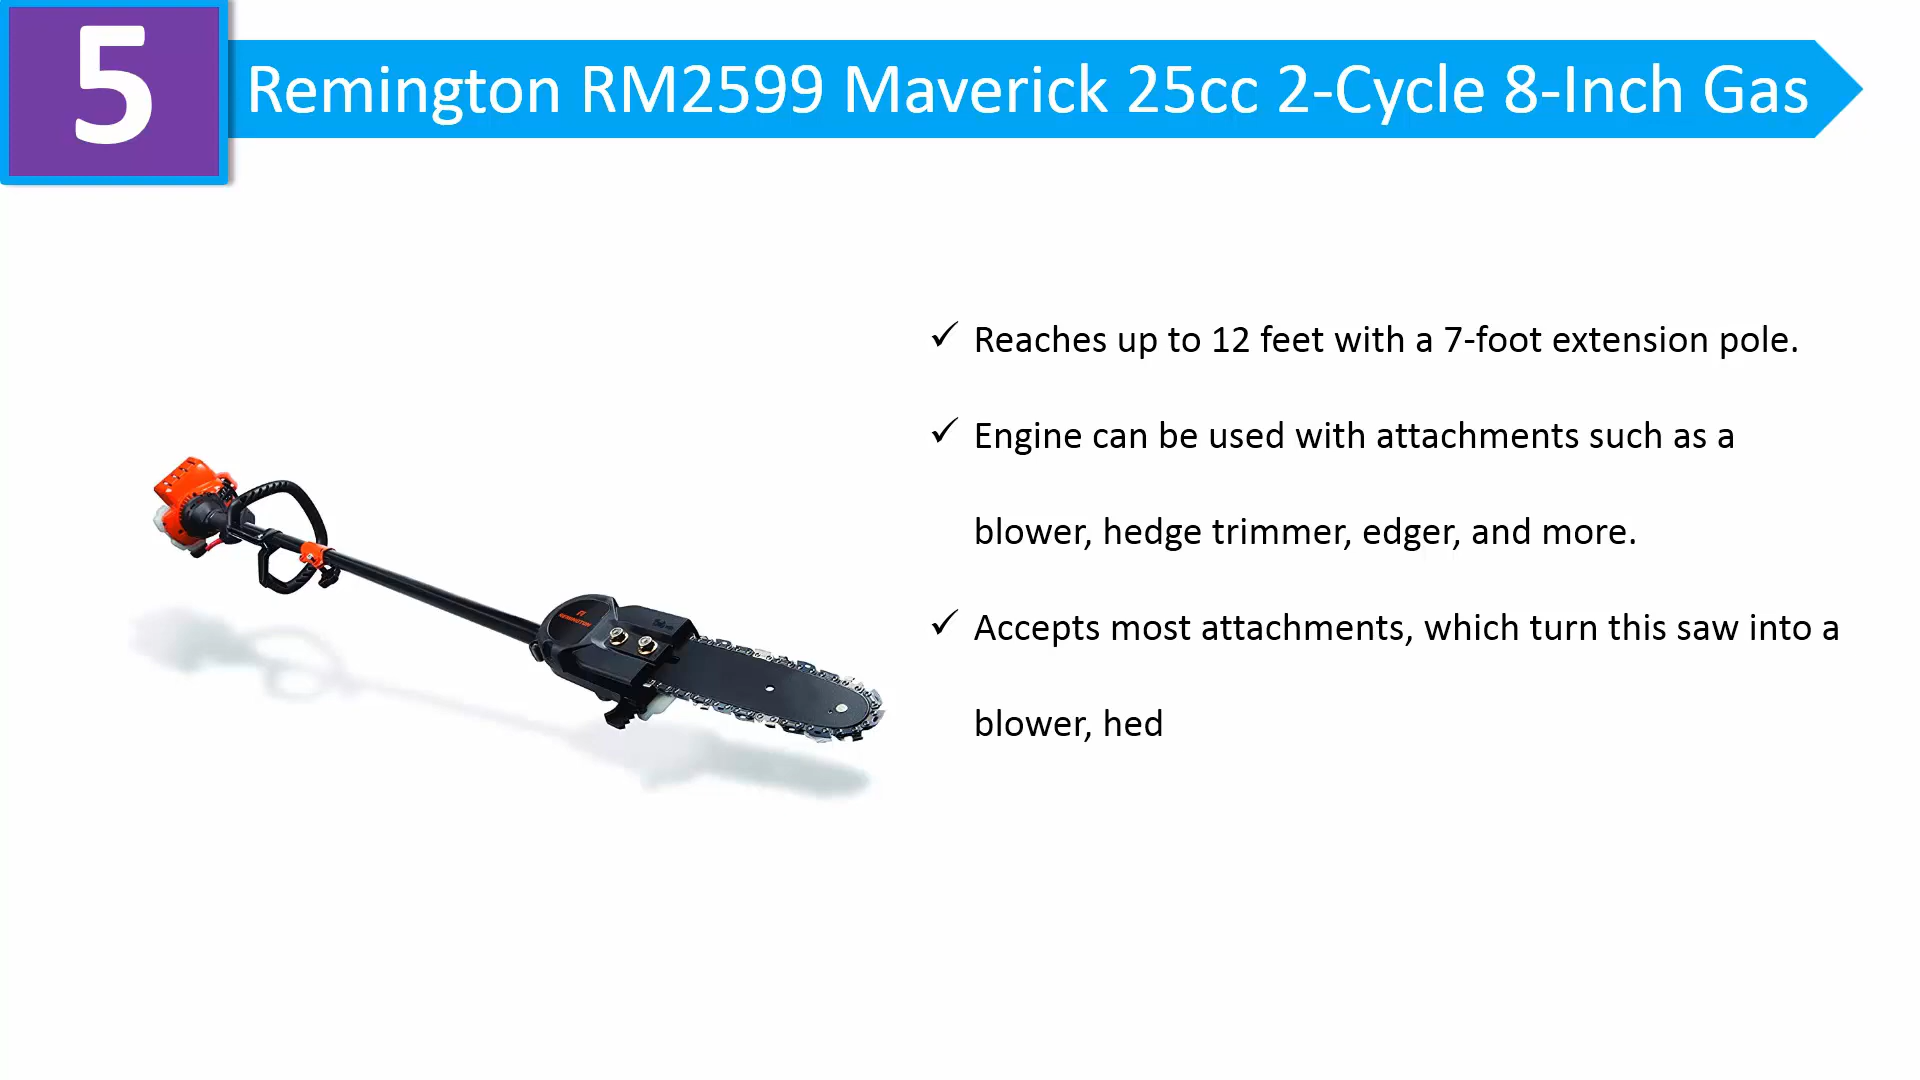 5
Remington RM2599 Maverick 25cc 2-Cycle 8-Inch Gas
Reaches up to 12 feet with a 7-foot extension pole.
Engine can be used with attachments such as a
blower, hedge trimmer, edger, and more.
REMINGTON
Accepts most attachments, which turn this saw into a
blower, hed